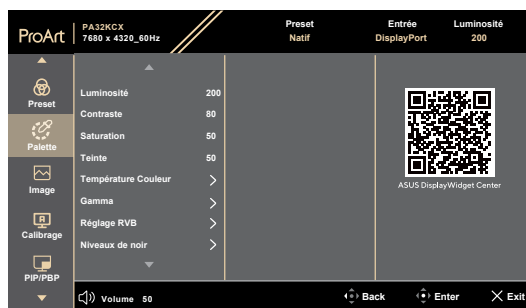 ProArt
PA32KCX
7680 x 4320_60Hz
Preset
Natif
Entrée
DisplayPort
Luminosité
200
Preset
Palette
Image
Calibrage
PIP/PBP
Luminosité 200
Contraste 80
Saturation 50
Teinte 50
Température Couleur
Gamma
Réglage RVB
Niveaux de noir
ASUS DisplayWidget Center
Volume 50
Back
Enter
Exit